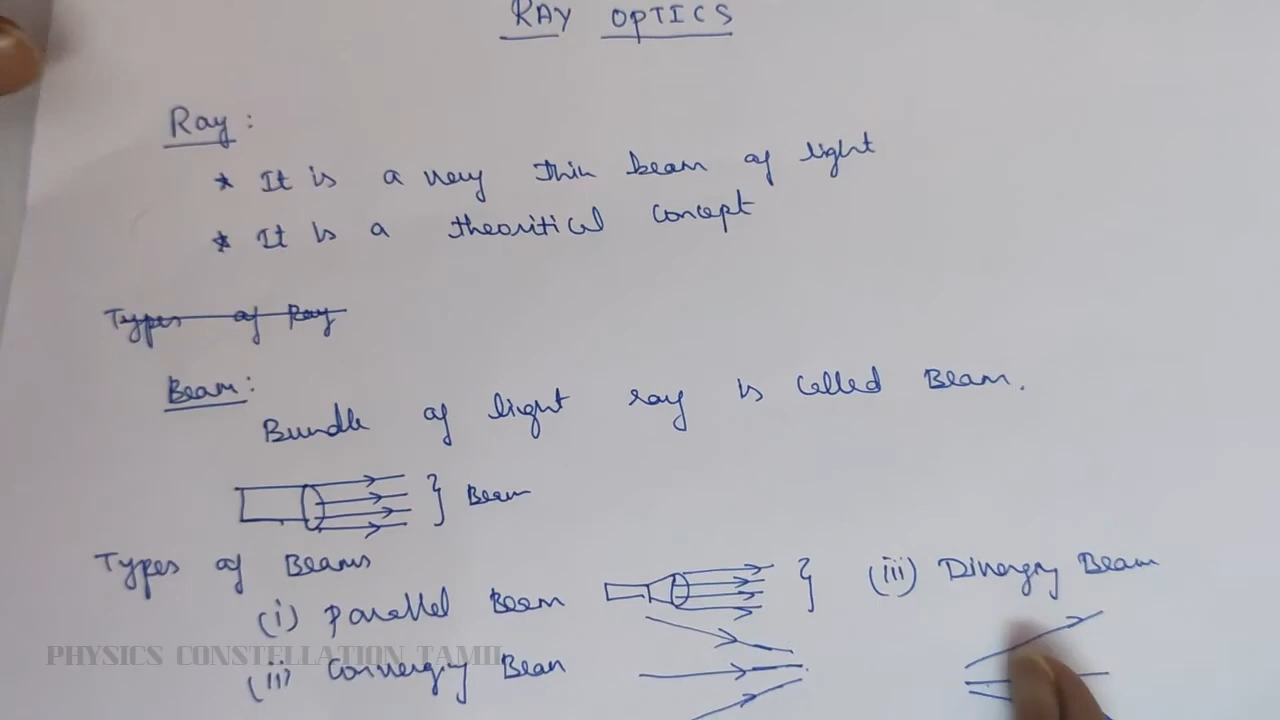 RAY OPTICS
Ray:
* It is a very thin beam of light
* It is a theoritical concept
Types of Ray
Beam:
Bundle of light ray is called Beam.
} Beam
Types of Beams
(i) Parallel Beam
(ii) Converging Beam
(iii) Diverging Beam
PHYSICS CONSTELLATION TAMIL